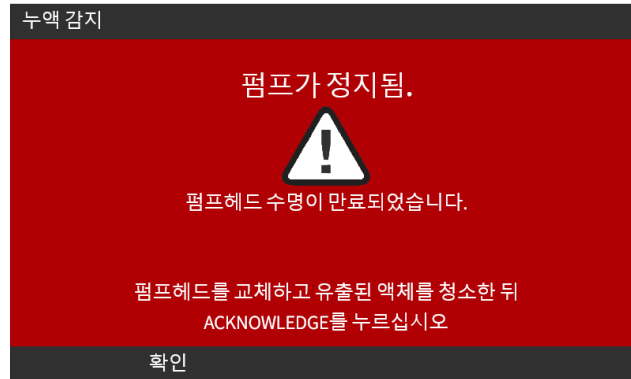 누액 감지
펌프가 정지됨.
펌프헤드 수명이 만료되었습니다.
펌프헤드를 교체하고 유출된 액체를 청소한 뒤
ACKNOWLEDGE를 누르십시오
확인